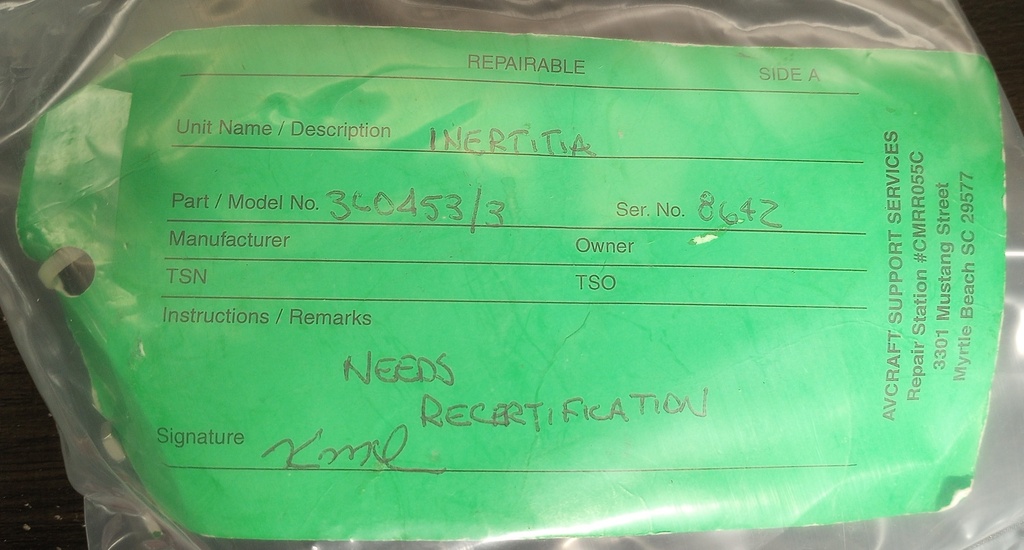 REPAIRABLE SIDE A
Unit Name / Description INERTITIA
Part / Model No. 360453/3 Ser. No. 8642
Manufacturer Owner
TSN TSO
Instructions / Remarks
NEEDS
RECERTIFICATION
Signature
AVCRAFT SUPPORT SERVICES
Repair Station #CMRR055C
3301 Mustang Street
Myrtle Beach SC 29577